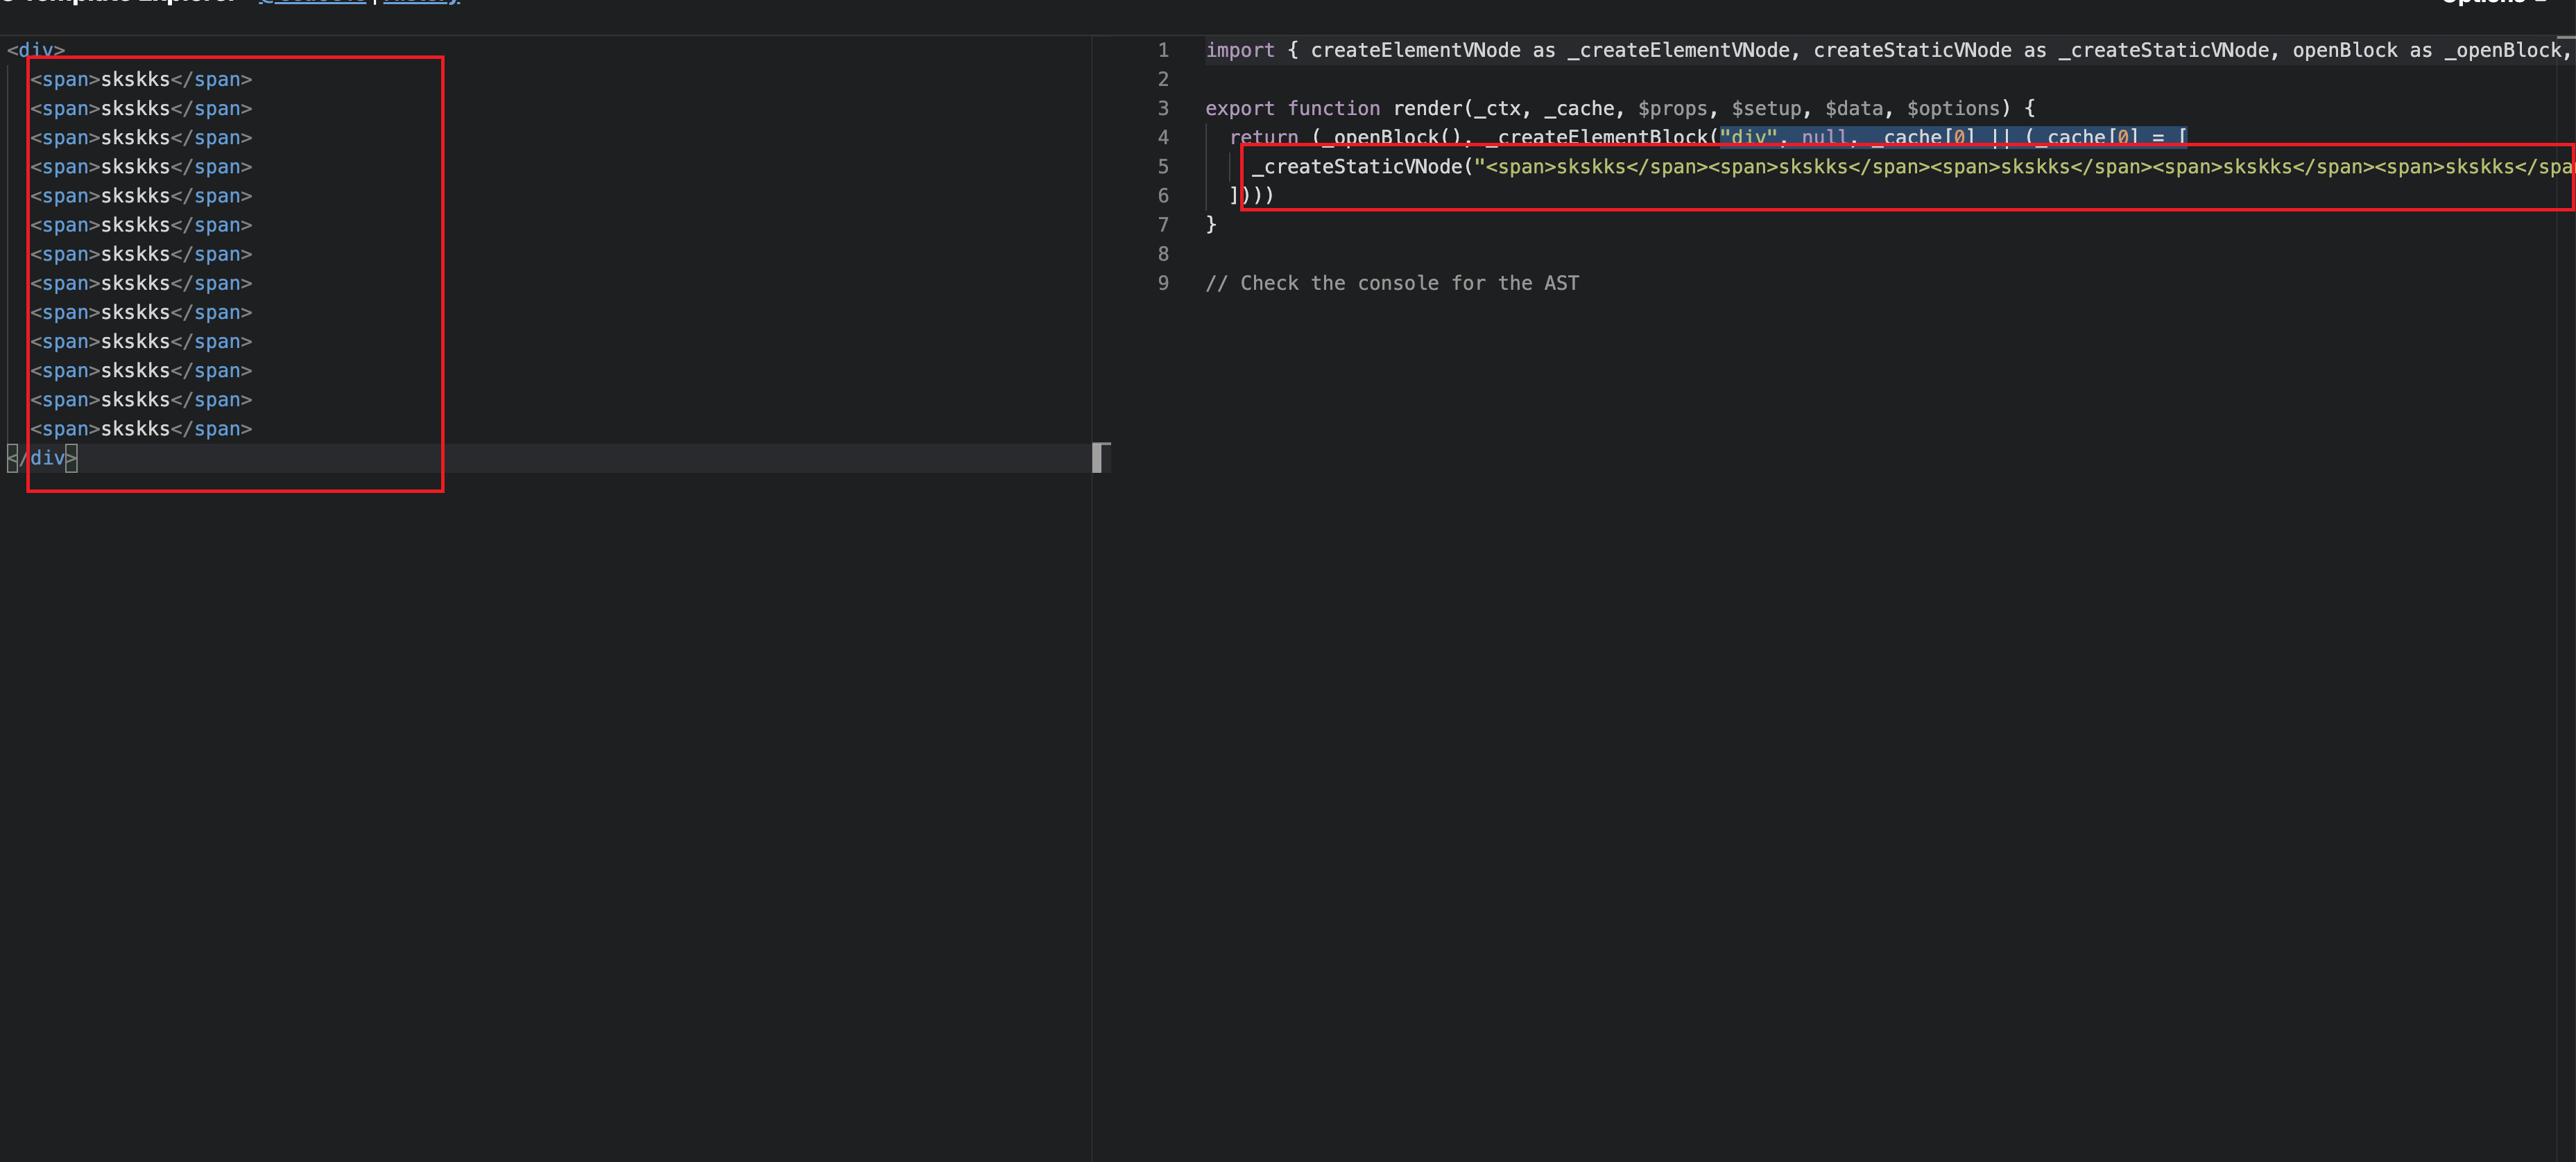 Template Explorer | History
Options
<div>
<span>skskks</span>
<span>skskks</span>
<span>skskks</span>
<span>skskks</span>
<span>skskks</span>
<span>skskks</span>
<span>skskks</span>
<span>skskks</span>
<span>skskks</span>
<span>skskks</span>
<span>skskks</span>
<span>skskks</span>
<span>skskks</span>
</div>
1 import { createElementVNode as _createElementVNode, createStaticVNode as _createStaticVNode, openBlock as _openBlock,
2
3 export function render(_ctx, _cache, $props, $setup, $data, $options) {
4 return (_openBlock(), _createElementBlock("div", null, _cache[0] || (_cache[0] = [
5 _createStaticVNode("<span>skskks</span><span>skskks</span><span>skskks</span><span>skskks</span><span>skskks</spa
6 ])))
7 }
8
9 // Check the console for the AST